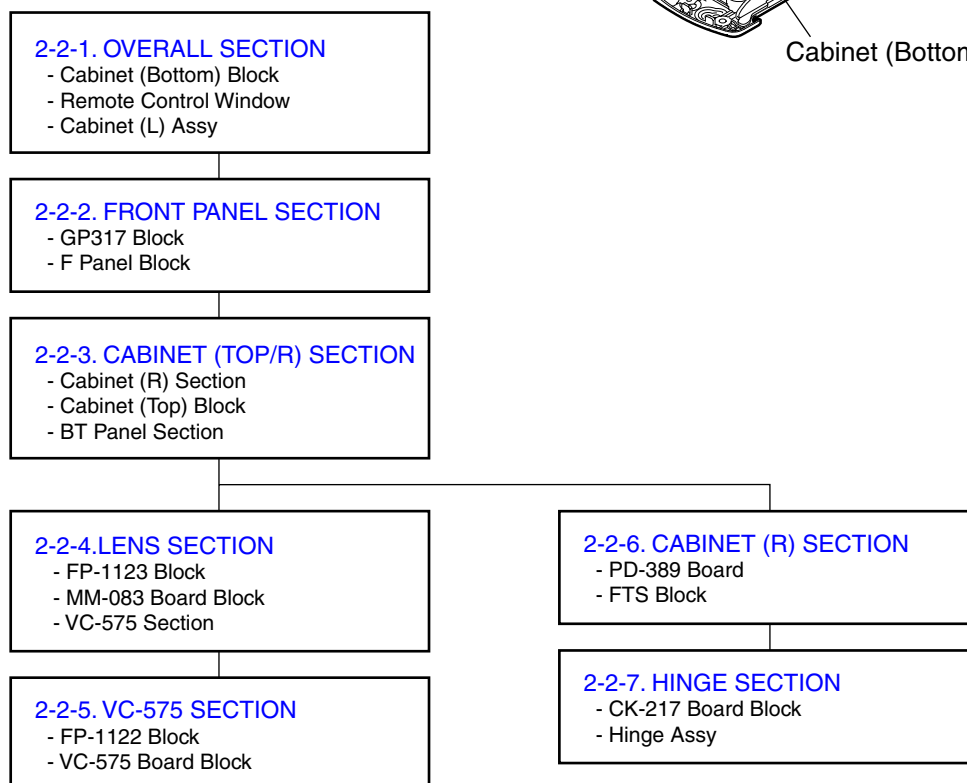 Cabinet (Bottom
2-2-1. OVERALL SECTION
- Cabinet (Bottom) Block
- Remote Control Window
- Cabinet (L) Assy
2-2-2. FRONT PANEL SECTION
- GP317 Block
- F Panel Block
2-2-3. CABINET (TOP/R) SECTION
- Cabinet (R) Section
- Cabinet (Top) Block
- BT Panel Section
2-2-4.LENS SECTION
- FP-1123 Block
- MM-083 Board Block
- VC-575 Section
2-2-5. VC-575 SECTION
- FP-1122 Block
- VC-575 Board Block
2-2-6. CABINET (R) SECTION
- PD-389 Board
- FTS Block
2-2-7. HINGE SECTION
- CK-217 Board Block
- Hinge Assy